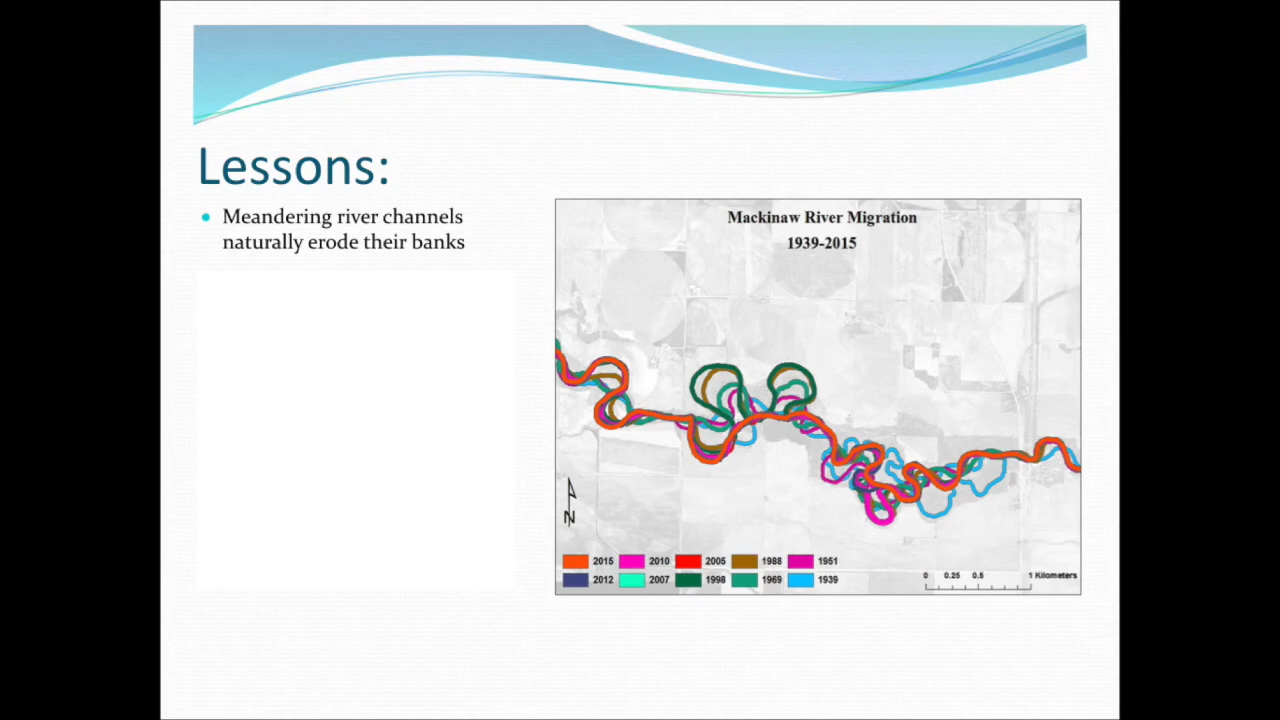 Lessons:
Meandering river channels
naturally erode their banks
Mackinaw River Migration
1939-2015
N
2015 2010 2005 1988 1951
2012 2007 1998 1969 1939
0 0.25 0.5 1 Kilometers